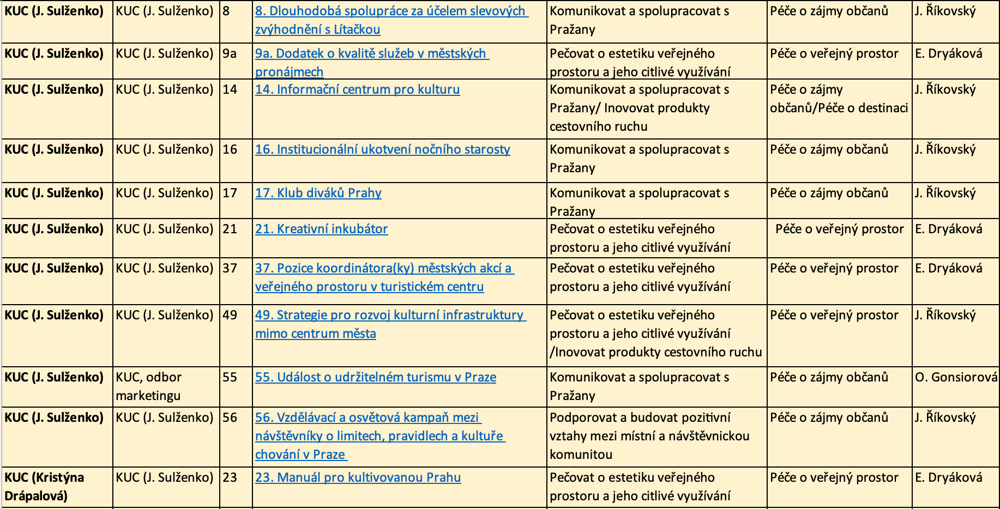 KUC (J. Sulženko) KUC (J. Sulženko) 8 8. Dlouhodobá spolupráce za účelem slevových Komunikovat a spolupracovat s Péče o zájmy občanů J. Říkovský
zvýhodnění s Lítačkou Pražany
KUC (J. Sulženko) KUC (J. Sulženko) 9a 9a. Dodatek o kvalitě služeb v městských Pečovat o estetiku veřejného Péče o veřejný prostor E. Dryáková
pronájmech prostoru a jeho citlivé využívání
KUC (J. Sulženko) KUC (J. Sulženko) 14 14. Informační centrum pro kulturu Komunikovat a spolupracovat s Péče o zájmy J. Říkovský
Pražany/ Inovovat produkty občanů/Péče o destinaci
cestovního ruchu
KUC (J. Sulženko) KUC (J. Sulženko) 16 16. Institucionální ukotvení nočního starosty Komunikovat a spolupracovat s Péče o zájmy občanů J. Říkovský
Pražany
KUC (J. Sulženko) KUC (J. Sulženko) 17 17. Klub diváků Prahy Komunikovat a spolupracovat s Péče o zájmy občanů J. Říkovský
Pražany
KUC (J. Sulženko) KUC (J. Sulženko) 21 21. Kreativní inkubátor Pečovat o estetiku veřejného Péče o veřejný prostor E. Dryáková
prostoru a jeho citlivé využívání
KUC (J. Sulženko) KUC (J. Sulženko) 37 37. Pozice koordinátora(ky) městských akcí a Pečovat o estetiku veřejného Péče o veřejný prostor E. Dryáková
veřejného prostoru v turistickém centru prostoru a jeho citlivé využívání
KUC (J. Sulženko) KUC (J. Sulženko) 49 49. Strategie pro rozvoj kulturní infrastruktury Pečovat o estetiku veřejného Péče o veřejný prostor J. Říkovský
mimo centrum města prostoru a jeho citlivé využívání
/Inovovat produkty cestovního ruchu
KUC (J. Sulženko) KUC, odbor 55 55. Událost o udržitelném turismu v Praze Komunikovat a spolupracovat s Péče o zájmy občanů O. Gonsiorová
marketingu Pražany
KUC (J. Sulženko) KUC (J. Sulženko) 56 56. Vzdělávací a osvětová kampaň mezi Podporovat a budovat pozitivní Péče o zájmy občanů J. Říkovský
návštěvníky o limitech, pravidlech a kultuře vztahy mezi místní a návštěvnickou
chování v Praze komunitou
KUC (Kristýna KUC (J. Sulženko) 23 23. Manuál pro kultivovanou Prahu Pečovat o estetiku veřejného Péče o veřejný prostor E. Dryáková
Drápalová) prostoru a jeho citlivé využívání